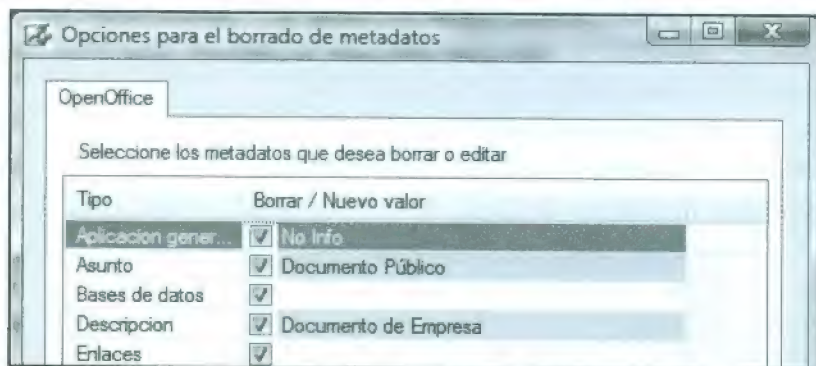 Opciones para el borrado de metadatos
OpenOffice
Seleccione los metadatos que desea borrar o editar
Tipo Borrar / Nuevo valor
Aplicacion gener... No Info
Asunto Documento Público
Bases de datos
Descripcion Documento de Empresa
Enlaces